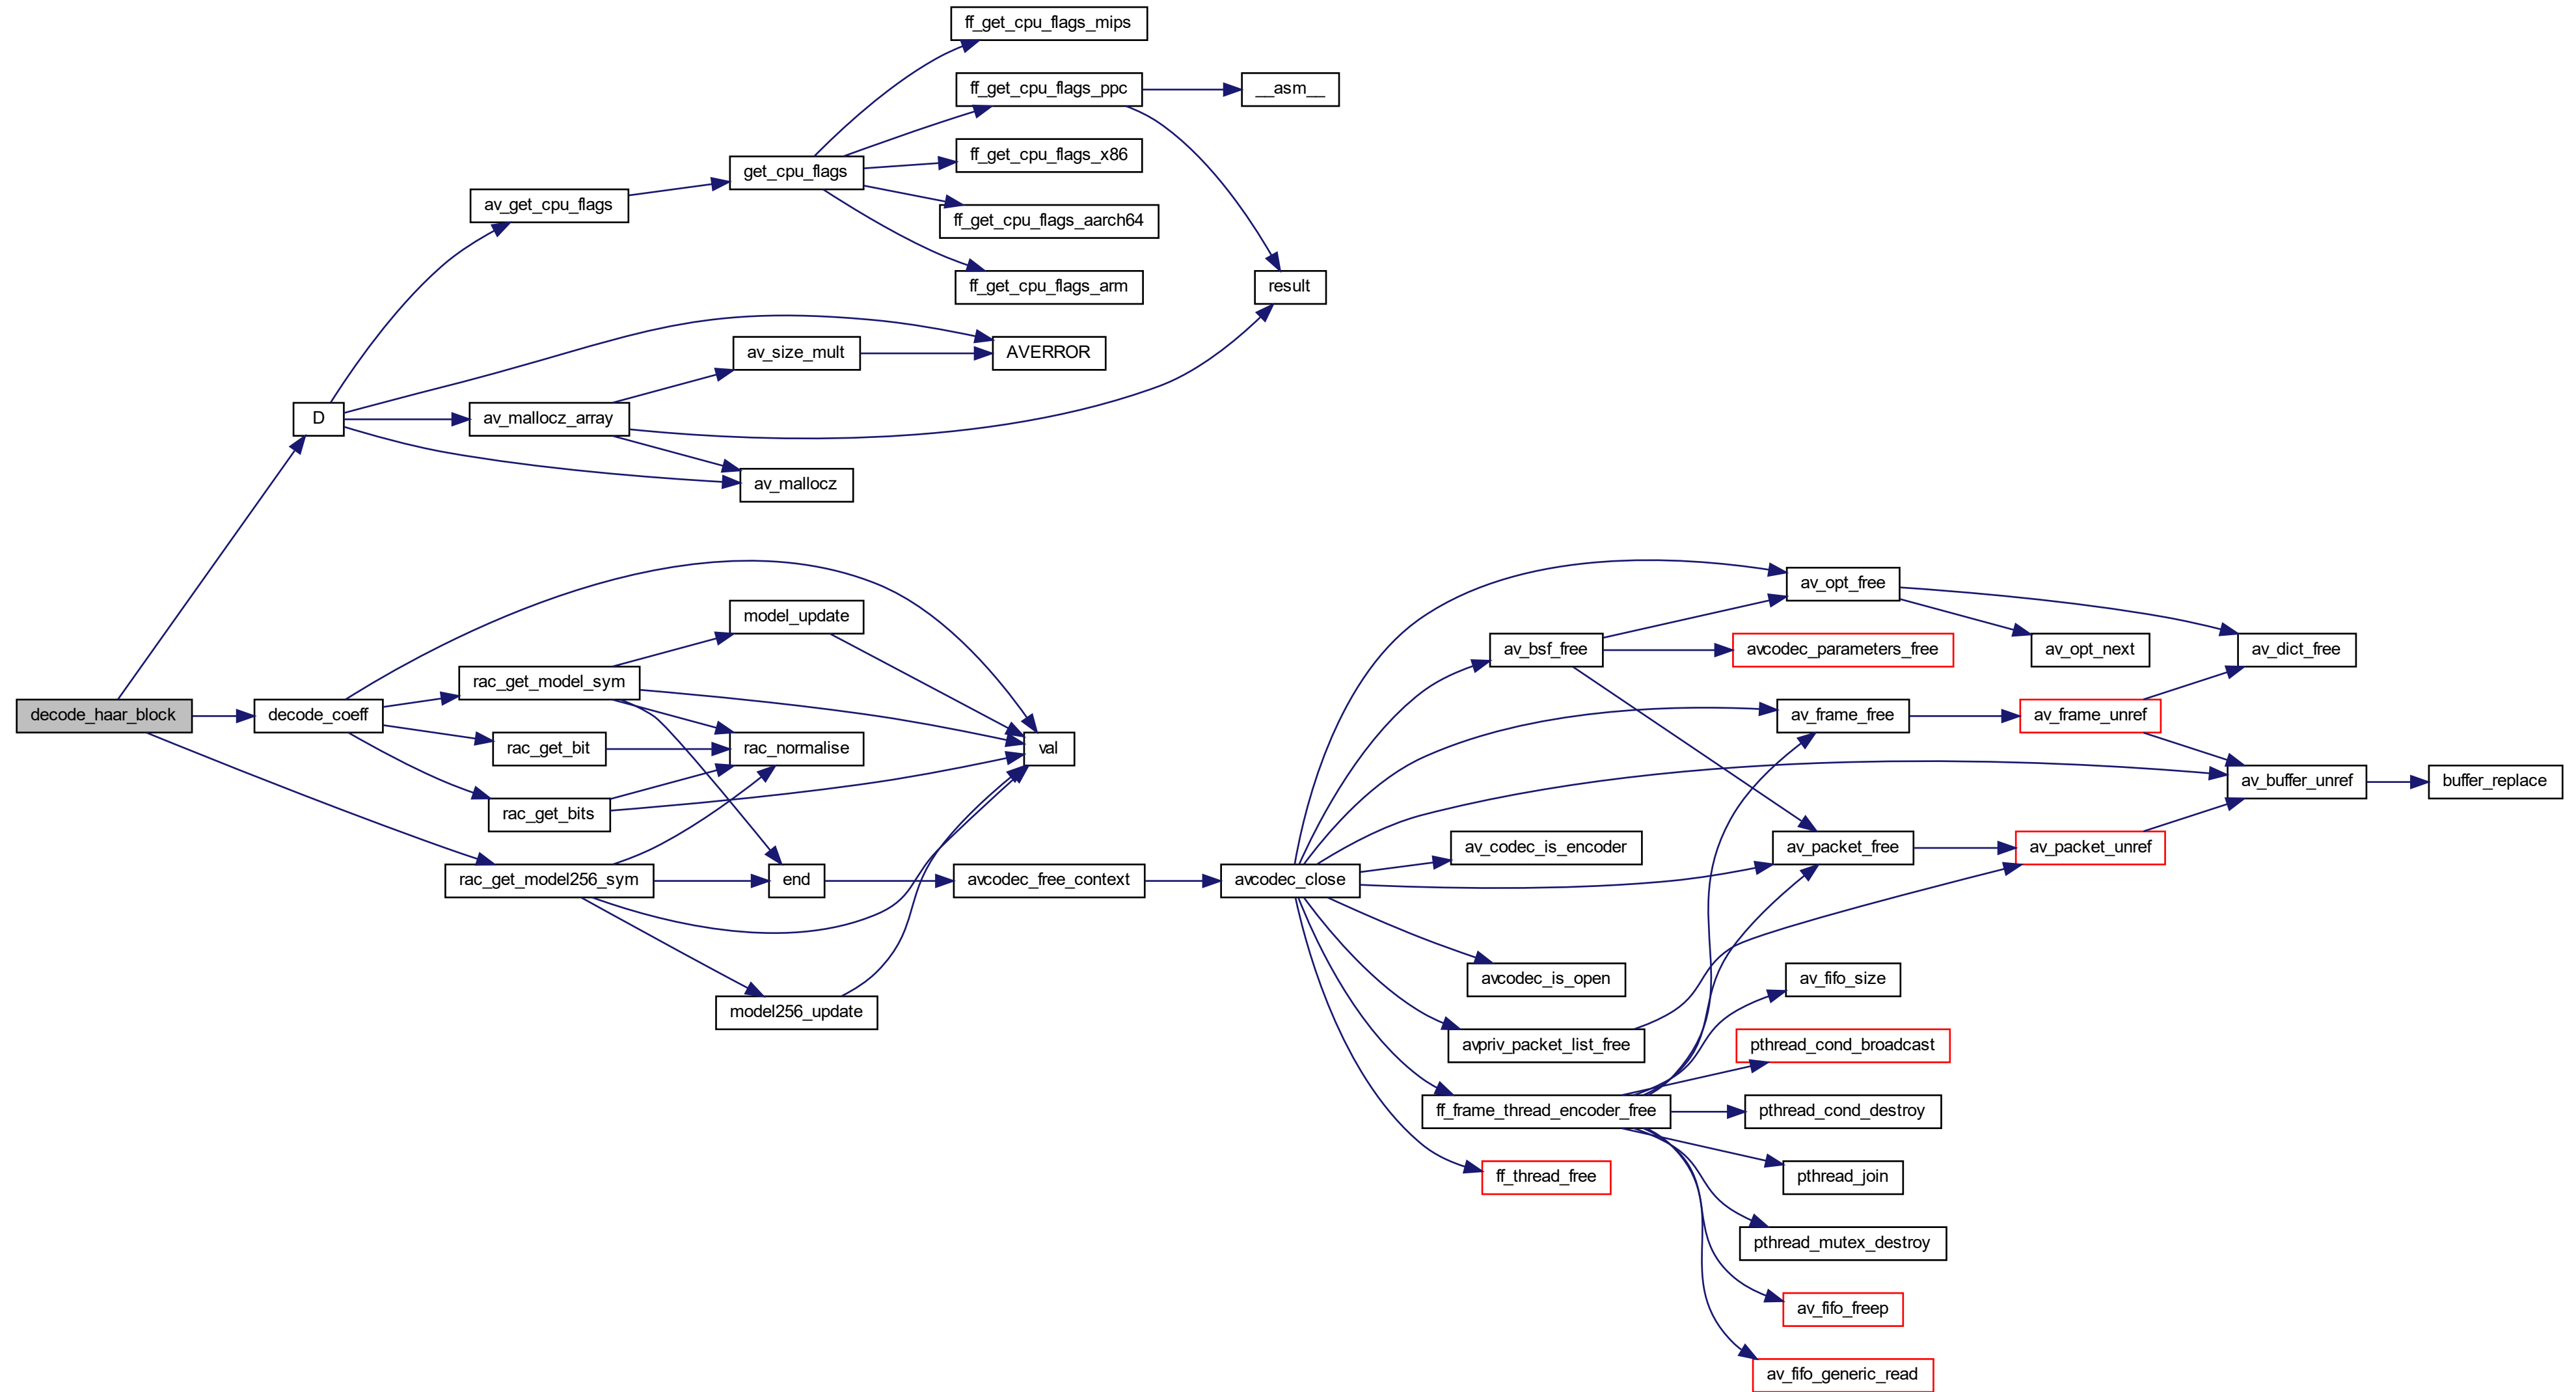 ff_get_cpu_flags_mips
ff_get_cpu_flags_ppc
__asm__
ff_get_cpu_flags_x86
get_cpu_flags
av_get_cpu_flags
ff_get_cpu_flags_aarch64
ff_get_cpu_flags_arm
result
av_size_mult
AVERROR
D
av_mallocz_array
av_mallocz
av_opt_free
model_update
av_bsf_free
avcodec_parameters_free
av_opt_next
av_dict_free
rac_get_model_sym
decode_haar_block
decode_coeff
av_frame_free
av_frame_unref
rac_get_bit
rac_normalise
val
av_buffer_unref
buffer_replace
rac_get_bits
av_codec_is_encoder
av_packet_free
av_packet_unref
rac_get_model256_sym
end
avcodec_free_context
avcodec_close
avcodec_is_open
av_fifo_size
model256_update
avpriv_packet_list_free
pthread_cond_broadcast
ff_frame_thread_encoder_free
pthread_cond_destroy
ff_thread_free
pthread_join
pthread_mutex_destroy
av_fifo_freep
av_fifo_generic_read